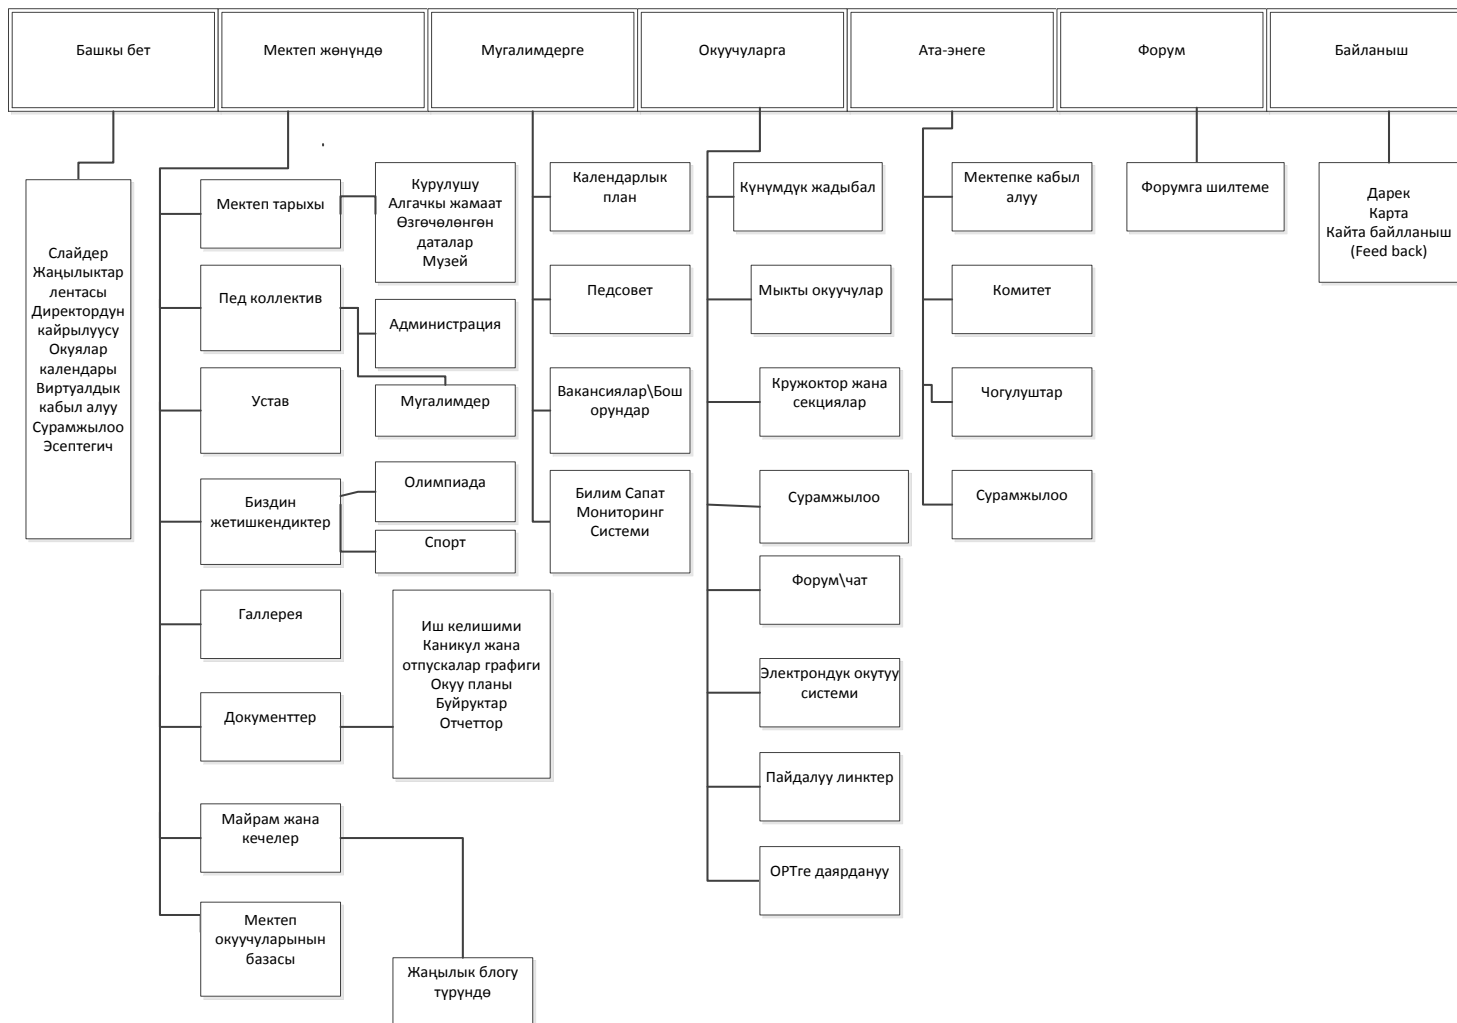 Башкы бет
Мектеп жөнүндө
Мугалимдерге
Окуучуларга
Ата-энеге
Форум
Байланыш
Слайдер
Жаңылыктар
лентасы
Директордун
кайрылуусу
Окуялар
календары
Виртуалдык
кабыл алуу
Сурамжылоо
Эсептегич
Мектеп тарыхы
Курулушу
Алгачкы жамаат
Өзгөчөлөнгөн
даталар
Музей
Пед коллектив
Администрация
Мугалимдер
Устав
Биздин
жетишкендиктер
Олимпиада
Спорт
Галлерея
Документтер
Иш келишими
Каникул жана
отпускалар графиги
Окуу планы
Буйруктар
Отчеттор
Майрам жана
кечелер
Мектеп
окуучуларынын
базасы
Жаңылык блогу
түрүндө
Календарлык
план
Педсовет
Вакансиялар\Бош
орундар
Билим Сапат
Мониторинг
Системи
Күнүмдүк жадыбал
Мыкты окуучулар
Кружоктор жана
секциялар
Сурамжылоо
Форум\чат
Электрондук окутуу
системи
Пайдалуу линктер
ОРТге даярдануу
Мектепке кабыл
алуу
Комитет
Чогулуштар
Сурамжылоо
Форумга шилтеме
Дарек
Карта
Кайта байлланыш
(Feed back)